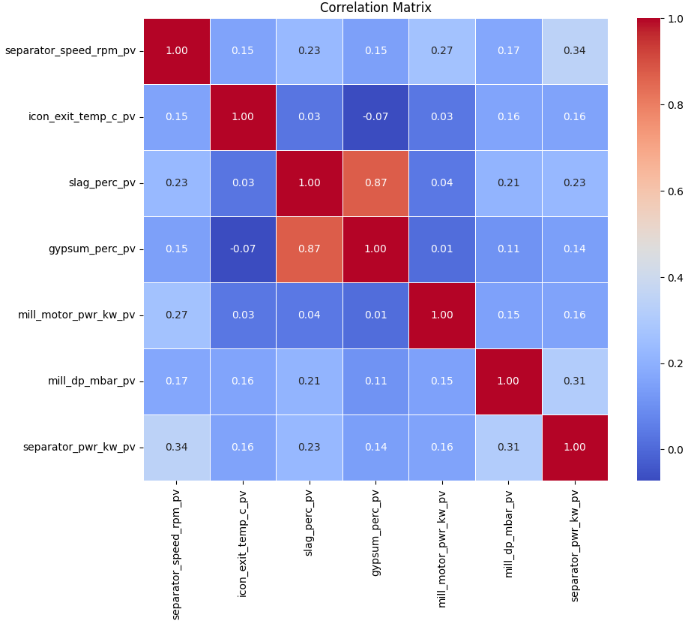 Correlation Matrix
separator_speed_rpm_pv 1.00 0.15 0.23 0.15 0.27 0.17 0.34
icon_exit_temp_c_pv 0.15 1.00 0.03 -0.07 0.03 0.16 0.16
slag_perc_pv 0.23 0.03 1.00 0.87 0.04 0.21 0.23
gypsum_perc_pv 0.15 -0.07 0.87 1.00 0.01 0.11 0.14
mill_motor_pwr_kw_pv 0.27 0.03 0.04 0.01 1.00 0.15 0.16
mill_dp_mbar_pv 0.17 0.16 0.21 0.11 0.15 1.00 0.31
separator_pwr_kw_pv 0.34 0.16 0.23 0.14 0.16 0.31 1.00
separator_speed_rpm_pv
icon_exit_temp_c_pv
slag_perc_pv
gypsum_perc_pv
mill_motor_pwr_kw_pv
mill_dp_mbar_pv
separator_pwr_kw_pv
1.0
0.8
0.6
0.4
0.2
0.0